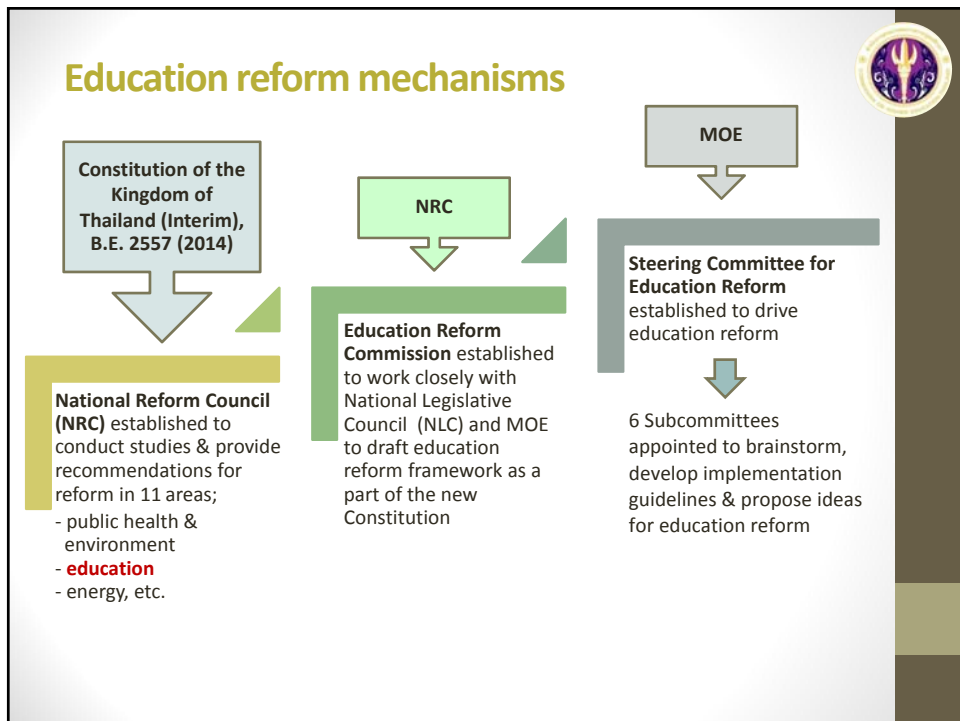 Education reform mechanisms
Constitution of the
Kingdom of
Thailand (Interim),
B.E. 2557 (2014)
National Reform Council
(NRC) established to
conduct studies & provide
recommendations for
reform in 11 areas;
- public health &
environment
- education
- energy, etc.
NRC
Education Reform
Commission established
to work closely with
National Legislative
Council (NLC) and MOE
to draft education
reform framework as a
part of the new
Constitution
MOE
Steering Committee for
Education Reform
established to drive
education reform
6 Subcommittees
appointed to brainstorm,
develop implementation
guidelines & propose ideas
for education reform